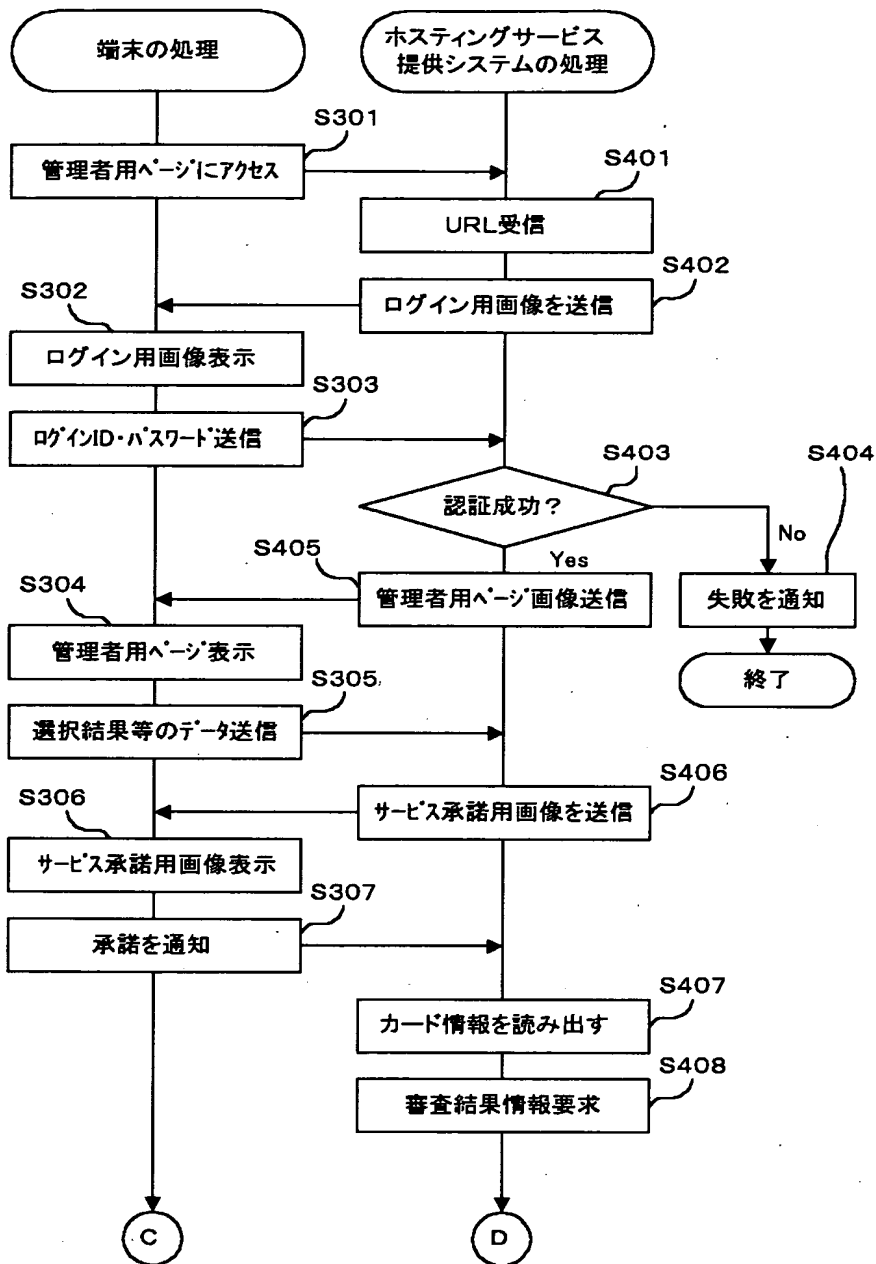 端末の処理
ホスティングサービス
提供システムの処理
S301
管理者用ページにアクセス
S401
URL受信
S402
ログイン用画像を送信
S302
ログイン用画像表示
S303
ログインID・パスワード送信
S403
認証成功?
S404
No
失敗を通知
終了
Yes
S405
管理者用ページ画像送信
S304
管理者用ページ表示
S305
選択結果等のデータ送信
S406
サービス承諾用画像を送信
S306
サービス承諾用画像表示
S307
承諾を通知
S407
カード情報を読み出す
S408
審査結果情報要求
C
D